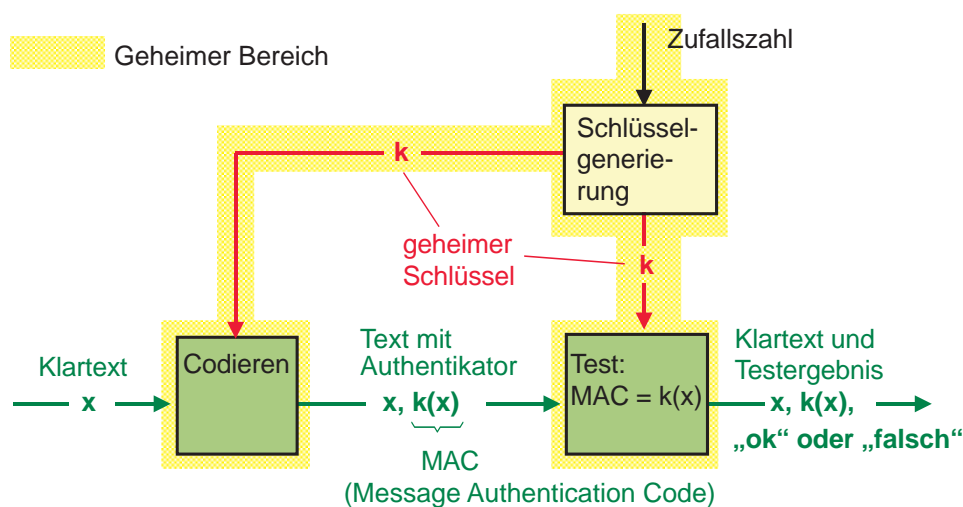 Geheimer Bereich
Zufallszahl
Schlüssel-
generie-
rung
k
geheimer
Schlüssel
k
Klartext
x
Codieren
Text mit
Authentikator
x, k(x)
MAC
(Message Authentication Code)
Test:
MAC = k(x)
Klartext und
Testergebnis
x, k(x),
„ok“ oder „falsch“